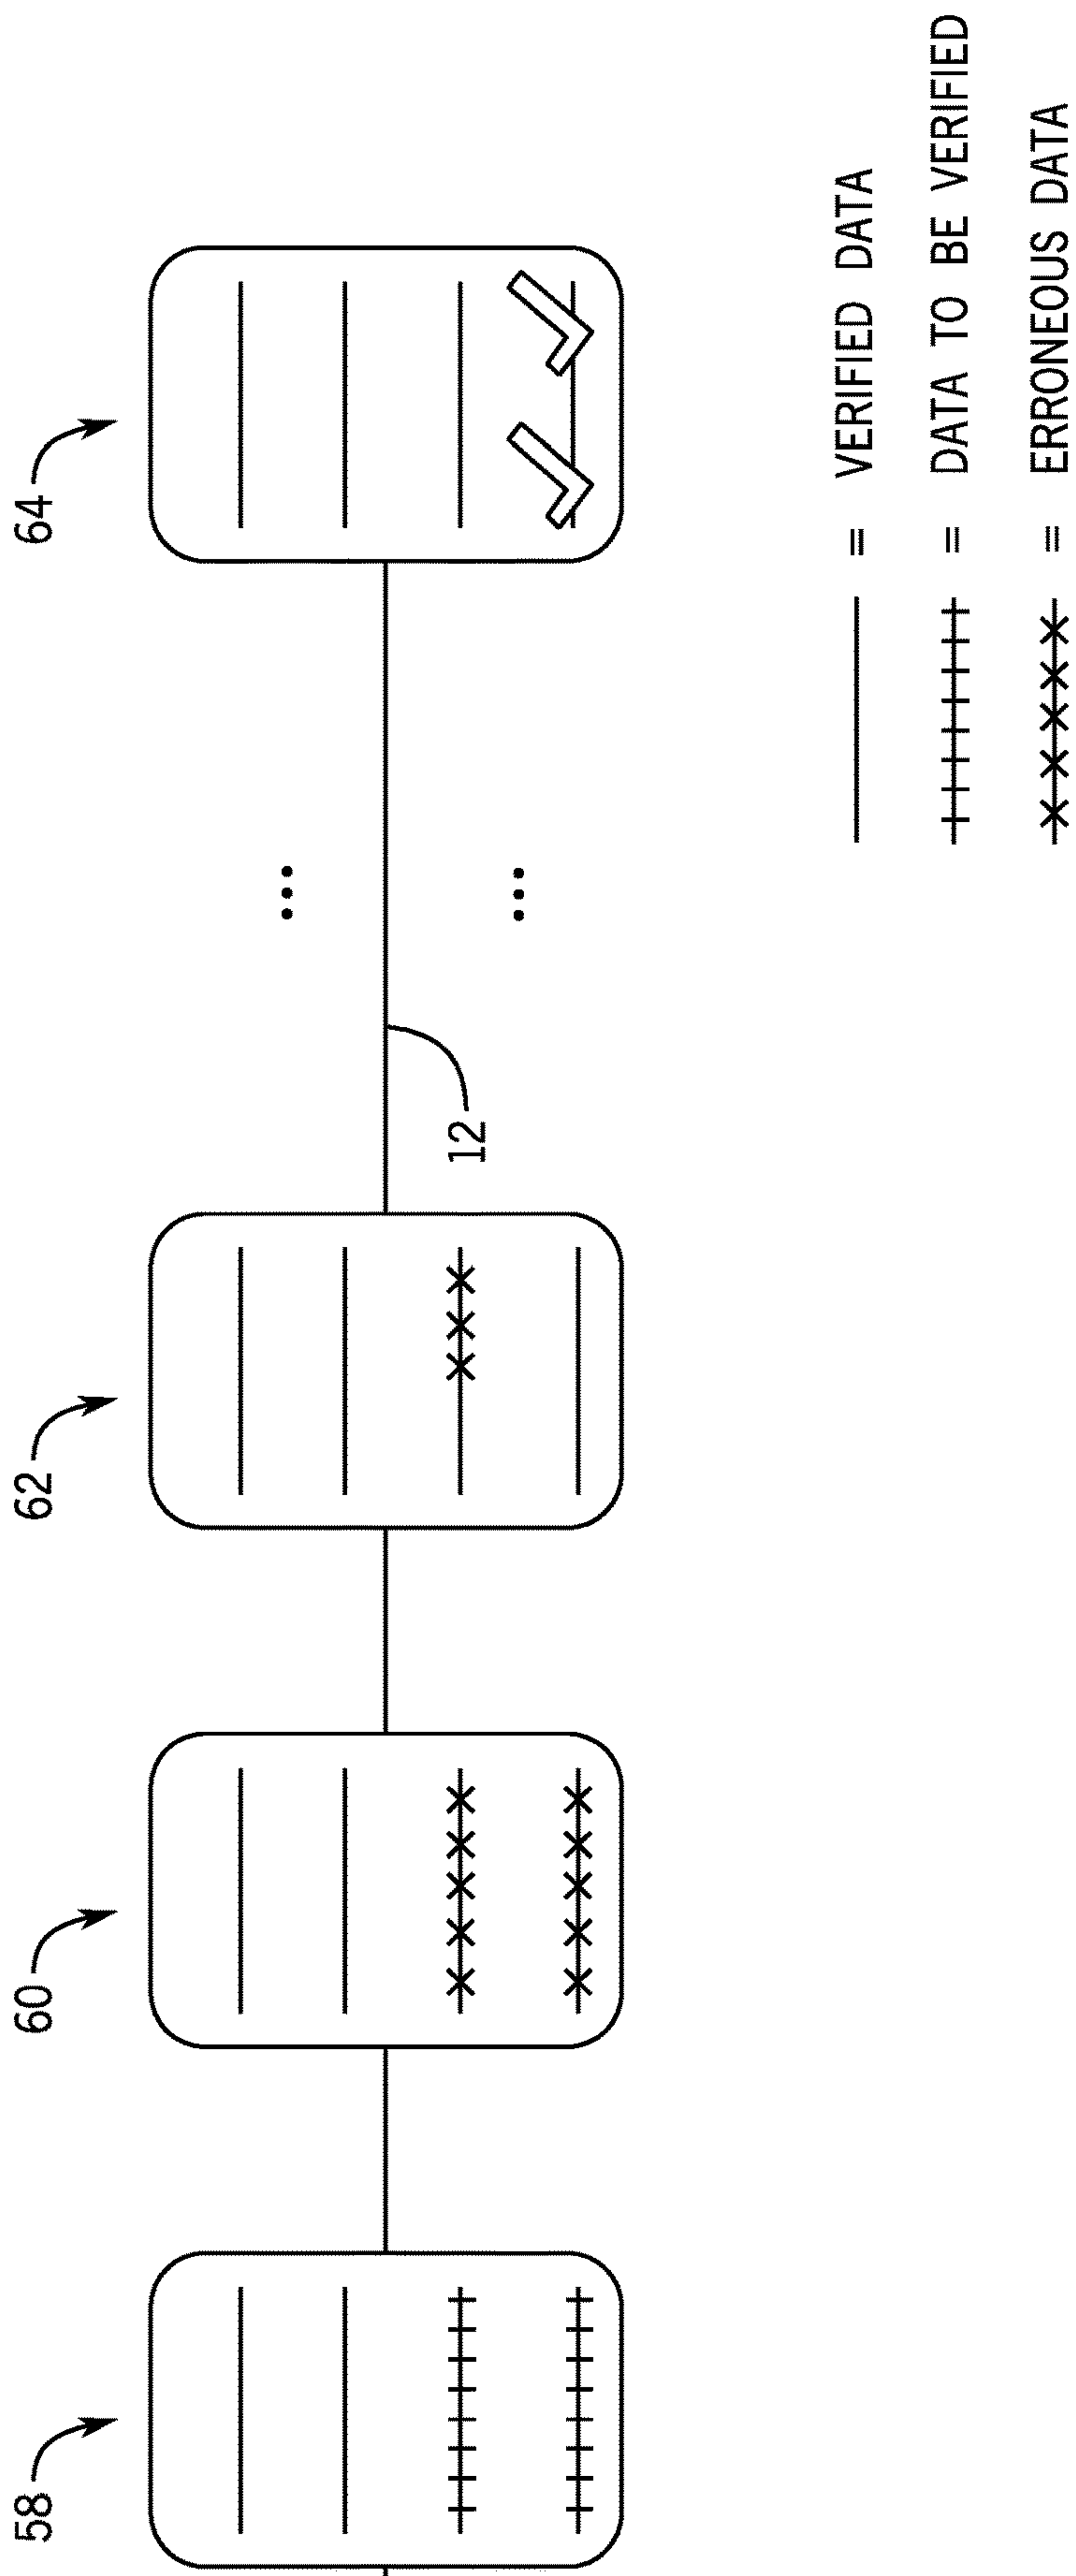 58
60
62
64
12
= VERIFIED DATA
= DATA TO BE VERIFIED
= ERRONEOUS DATA